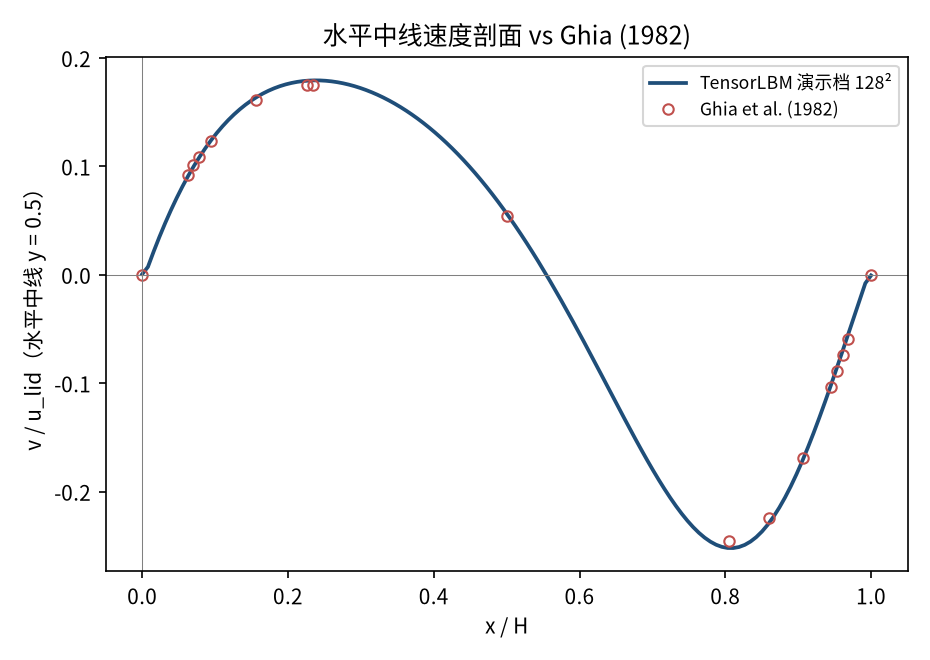 水平中线速度剖面 vs Ghia (1982)
TensorLBM 演示档 128²
Ghia et al. (1982)
v / u_lid（水平中线 y = 0.5）
0.2
0.1
0.0
-0.1
-0.2
0.0 0.2 0.4 0.6 0.8 1.0
x / H